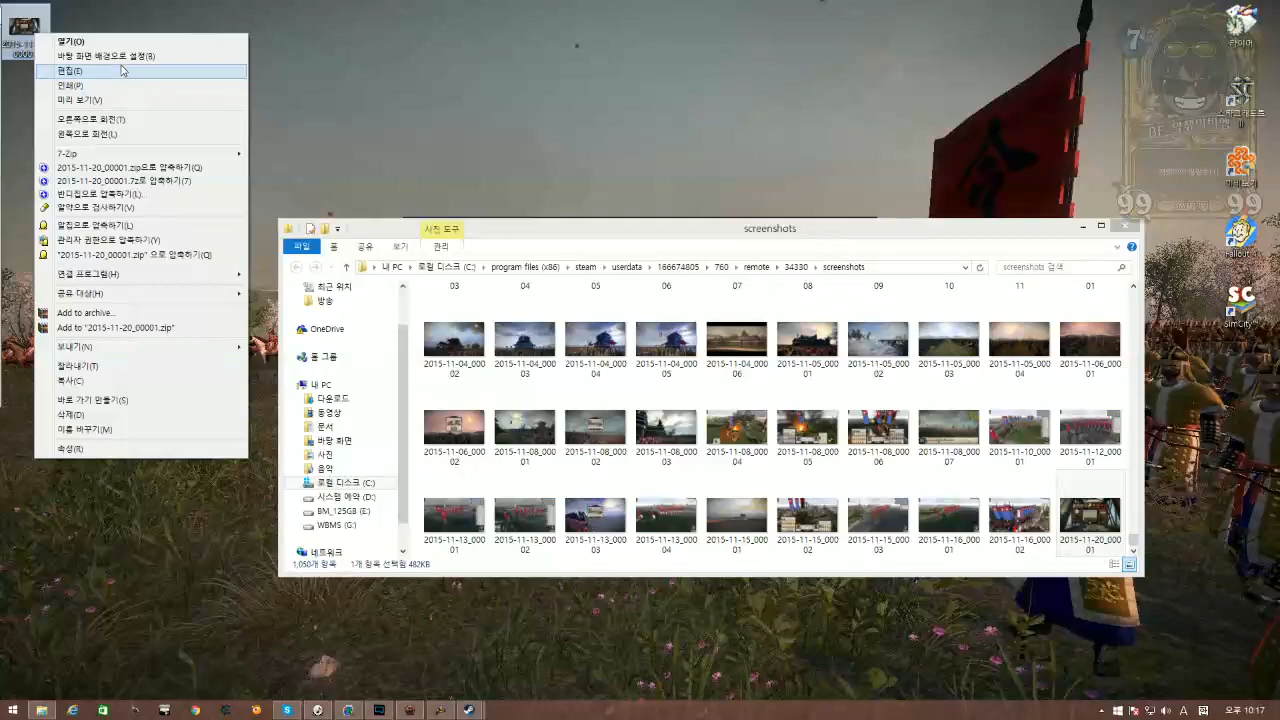 열기(O)
바탕 화면 배경으로 설정(B)
편집(E)
인쇄(P)
미리 보기(V)
오른쪽으로 회전(T)
왼쪽으로 회전(L)
7-Zip
2015-11-20_00001.zip으로 압축하기(Q)
2015-11-20_00001.7z로 압축하기(7)
반디집으로 압축하기(L)...
알약으로 검사하기(V)
알집으로 압축하기(L)
관리자 권한으로 압축하기(Y)
"2015-11-20_00001.zip" 으로 압축하기(Q)
연결 프로그램(H)
공유 대상(H)
Add to archive...
Add to "2015-11-20_00001.zip"
보내기(N)
잘라내기(T)
복사(C)
바로 가기 만들기(S)
삭제(D)
이름 바꾸기(M)
속성(R)
사진 도구
screenshots
파일 홈 공유 보기 관리
내 PC 로컬 디스크 (C:) program files (x86) steam userdata 166674805 760 remote 34330 screenshots
screenshots 검색
최근 위치
방송
OneDrive
홈 그룹
내 PC
다운로드
동영상
문서
바탕 화면
사진
음악
로컬 디스크 (C:)
시스템 예약 (D:)
BM_125GB (E:)
WBMS (G:)
네트워크
03 04 05 06 07 08 09 10 11 01
2015-11-04_00002 2015-11-04_00003 2015-11-04_00004 2015-11-04_00005 2015-11-04_00006 2015-11-05_00001 2015-11-05_00002 2015-11-05_00003 2015-11-05_00004 2015-11-06_00001
2015-11-06_00002 2015-11-08_00001 2015-11-08_00002 2015-11-08_00003 2015-11-08_00004 2015-11-08_00005 2015-11-08_00006 2015-11-08_00007 2015-11-10_00001 2015-11-12_00001
2015-11-13_00001 2015-11-13_00002 2015-11-13_00003 2015-11-13_00004 2015-11-15_00001 2015-11-15_00002 2015-11-15_00003 2015-11-16_00001 2015-11-16_00002 2015-11-20_00001
1,050개 항목 1개 항목 선택함 482KB
Fallout
SimCity
99 99
A
오후 10:17